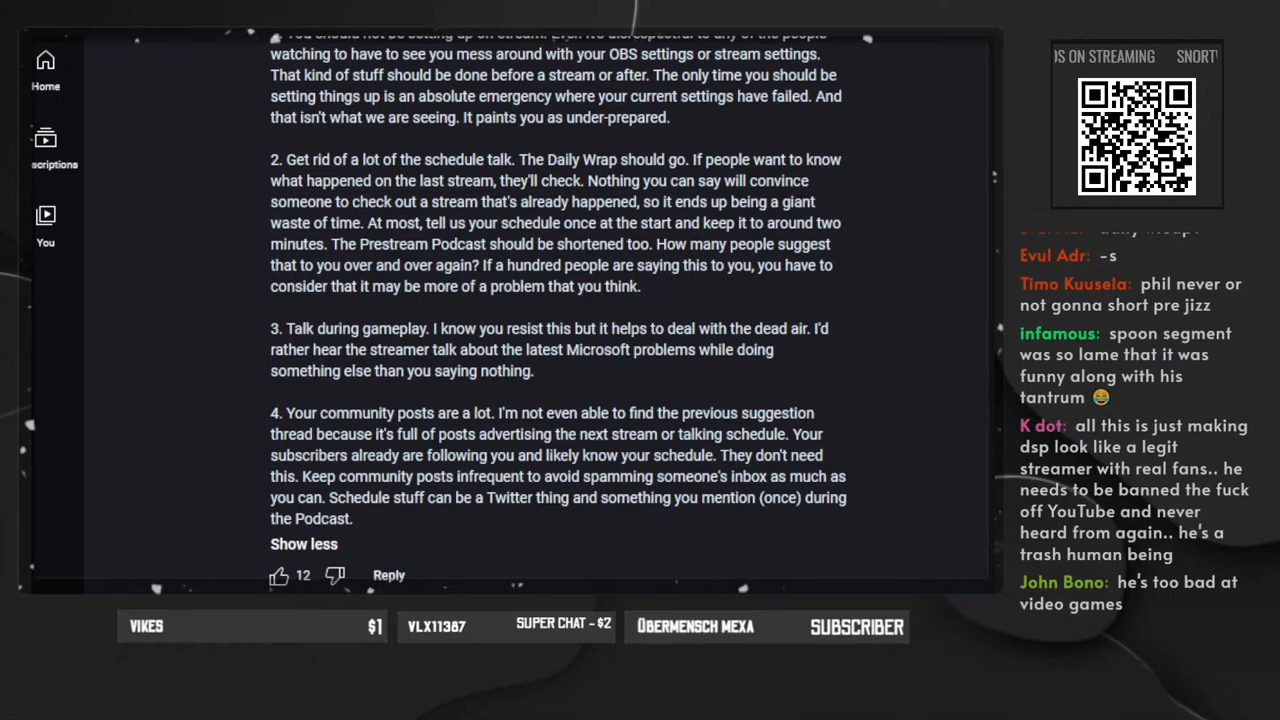 Home
scriptions
You
watching to have to see you mess around with your OBS settings or stream settings.
That kind of stuff should be done before a stream or after. The only time you should be
setting things up is an absolute emergency where your current settings have failed. And
that isn't what we are seeing. It paints you as under-prepared.
2. Get rid of a lot of the schedule talk. The Daily Wrap should go. If people want to know
what happened on the last stream, they'll check. Nothing you can say will convince
someone to check out a stream that's already happened, so it ends up being a giant
waste of time. At most, tell us your schedule once at the start and keep it to around two
minutes. The Prestream Podcast should be shortened too. How many people suggest
that to you over and over again? If a hundred people are saying this to you, you have to
consider that it may be more of a problem that you think.
3. Talk during gameplay. I know you resist this but it helps to deal with the dead air. I'd
rather hear the streamer talk about the latest Microsoft problems while doing
something else than you saying nothing.
4. Your community posts are a lot. I'm not even able to find the previous suggestion
thread because it's full of posts advertising the next stream or talking schedule. Your
subscribers already are following you and likely know your schedule. They don't need
this. Keep community posts infrequent to avoid spamming someone's inbox as much as
you can. Schedule stuff can be a Twitter thing and something you mention (once) during
the Podcast.
Show less
12
Reply
IS ON STREAMING SNORT
Evul Adr: -s
Timo Kuusela: phil never or
not gonna short pre jizz
infamous: spoon segment
was so lame that it was
funny along with his
tantrum 😂
K dot: all this is just making
dsp look like a legit
streamer with real fans.. he
needs to be banned the fuck
off YouTube and never
heard from again.. he's a
trash human being
John Bono: he's too bad at
video games
VIKES $1
VLX11387 SUPER CHAT - $2
ÜBERMENSCH MEXA SUBSCRIBER